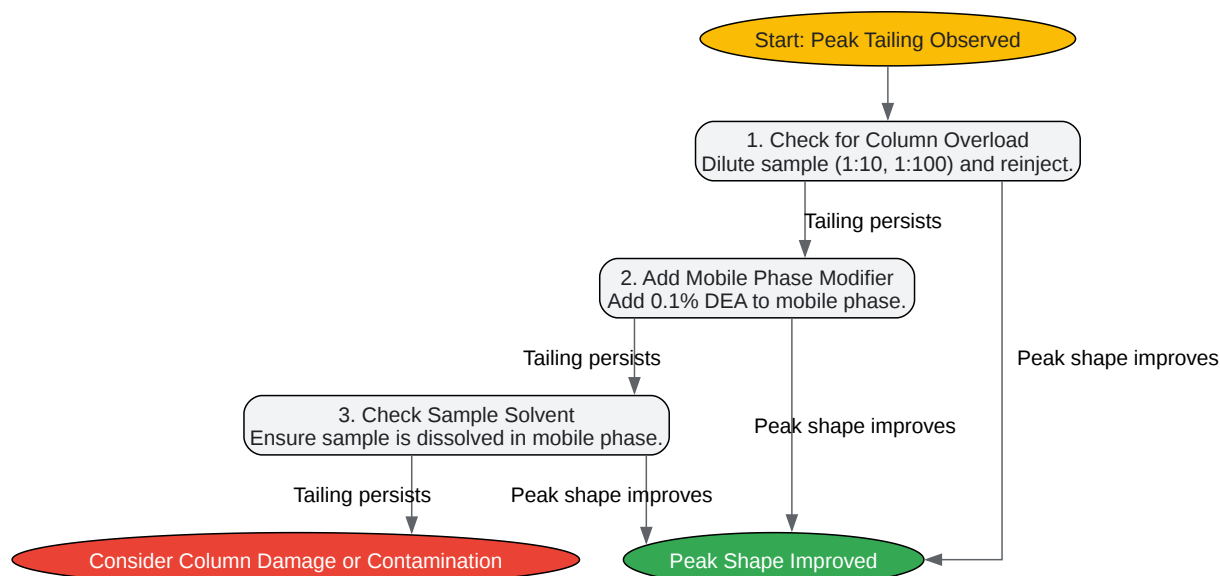 Start: Peak Tailing Observed
1. Check for Column Overload
Dilute sample (1:10, 1:100) and reinject.
Tailing persists
2. Add Mobile Phase Modifier
Add 0.1% DEA to mobile phase.
Tailing persists
Peak shape improves
3. Check Sample Solvent
Ensure sample is dissolved in mobile phase.
Peak shape improves
Tailing persists
Peak shape improves
Consider Column Damage or Contamination
Peak Shape Improved